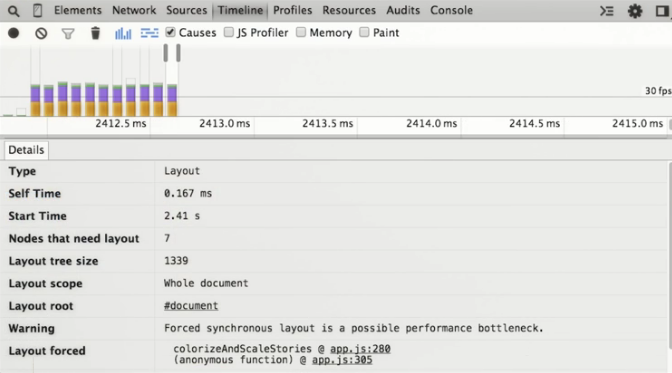 Elements Network Sources Timeline Profiles Resources Audits Console
Causes JS Profiler Memory Paint
30 fps
2412.5 ms 2413.0 ms 2413.5 ms 2414.0 ms 2414.5 ms 2415.0 ms
Details
Type Layout
Self Time 0.167 ms
Start Time 2.41 s
Nodes that need layout 7
Layout tree size 1339
Layout scope Whole document
Layout root #document
Warning Forced synchronous layout is a possible performance bottleneck.
Layout forced colorizeAndScaleStories @ app.js:280
(anonymous function) @ app.js:305